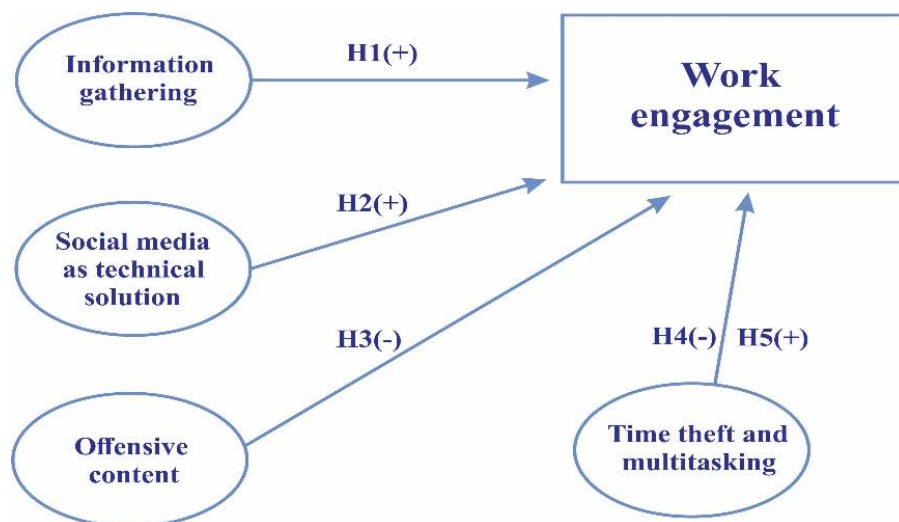 Information
gathering
H1(+)
Work
engagement
Social media
as technical
solution
H2(+)
Offensive
content
H3(-)
H4(-)
H5(+)
Time theft and
multitasking